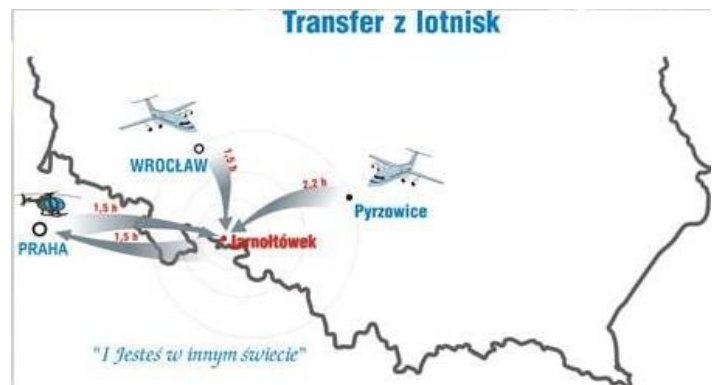 Transfer z lotnisk
WROCŁAW
1,5 h
2,2 h
Pyrzowice
1,5 h
PRAHA
1,5 h
Jarnołtówek
"I Jesteś w innym świecie"